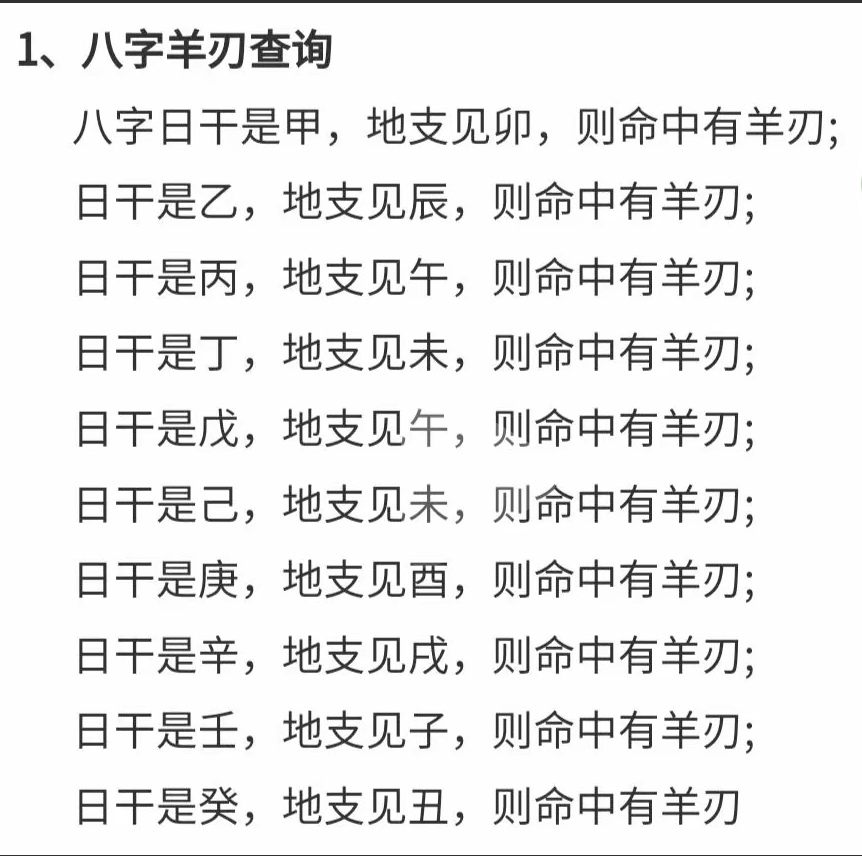 1、八字羊刃查询
八字日干是甲，地支见卯，则命中有羊刃;
日干是乙，地支见辰，则命中有羊刃;
日干是丙，地支见午，则命中有羊刃;
日干是丁，地支见未，则命中有羊刃;
日干是戊，地支见午，则命中有羊刃;
日干是己，地支见未，则命中有羊刃;
日干是庚，地支见酉，则命中有羊刃;
日干是辛，地支见戌，则命中有羊刃;
日干是壬，地支见子，则命中有羊刃;
日干是癸，地支见丑，则命中有羊刃